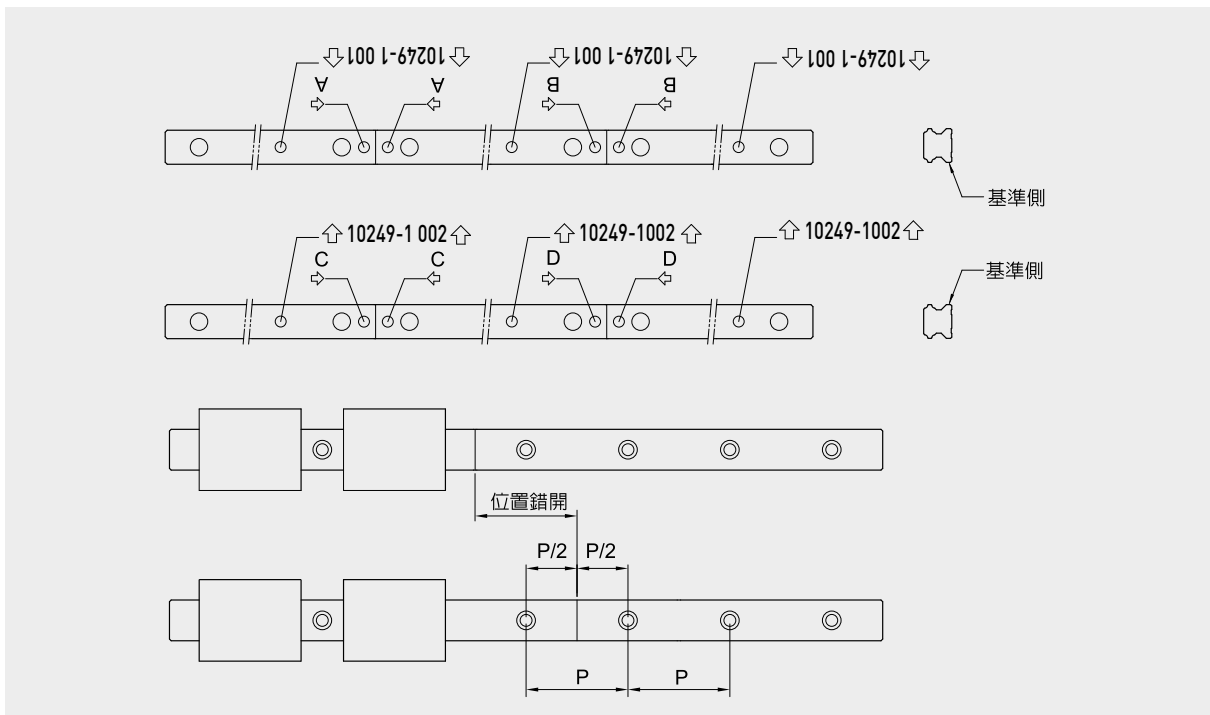 ⇩ 10249-1 001 ⇩ ⇩ 10249-1 001 ⇩ ⇩ 10249-1 001 ⇩
A A B B
基準側
⇧ 10249-1 002 ⇧ ⇧ 10249-1002 ⇧ ⇧ 10249-1002 ⇧
C C D D
基準側
位置錯開
P/2 P/2
P P